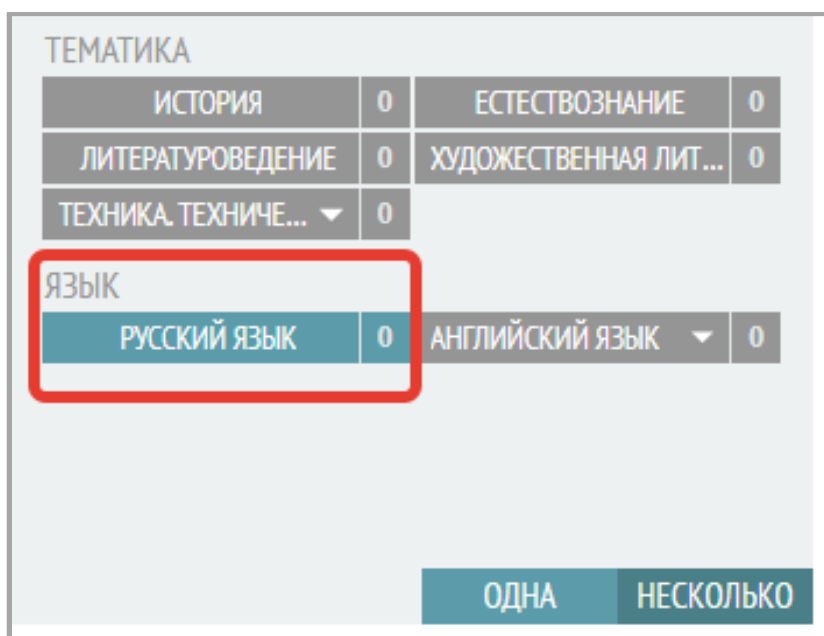 ТЕМАТИКА
ИСТОРИЯ 0 ЕСТЕСТВОЗНАНИЕ 0
ЛИТЕРАТУРОВЕДЕНИЕ 0 ХУДОЖЕСТВЕННАЯ ЛИТ... 0
ТЕХНИКА. ТЕХНИЧЕ... 0
ЯЗЫК
РУССКИЙ ЯЗЫК 0 АНГЛИЙСКИЙ ЯЗЫК 0
ОДНА НЕСКОЛЬКО